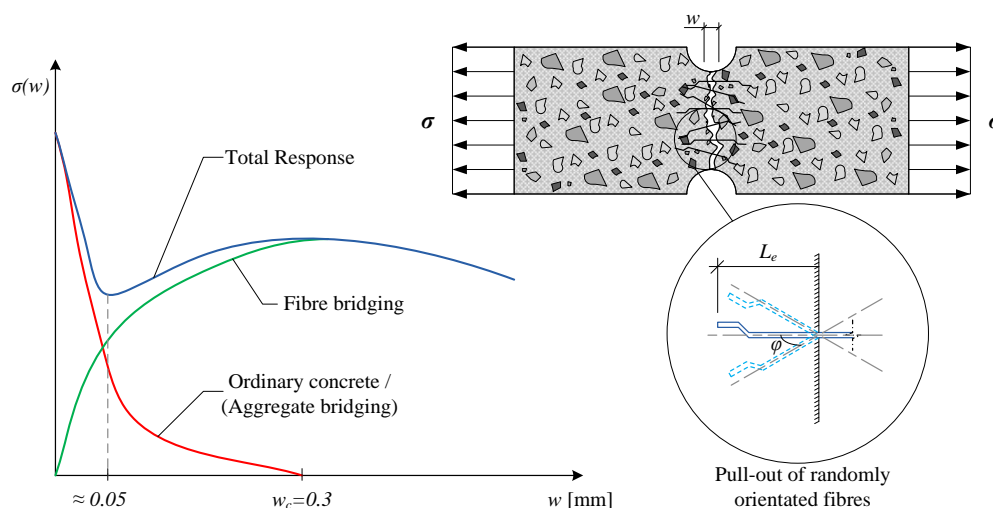 σ(w)
Total Response
Fibre bridging
Ordinary concrete /
(Aggregate bridging)
≈ 0.05
w_c=0.3
w [mm]
w
σ
σ
L_e
φ
Pull-out of randomly
orientated fibres